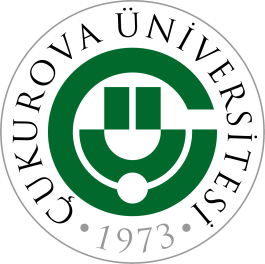 ÇUKUROVA ÜNİVERSİTESİ
• 1973 •